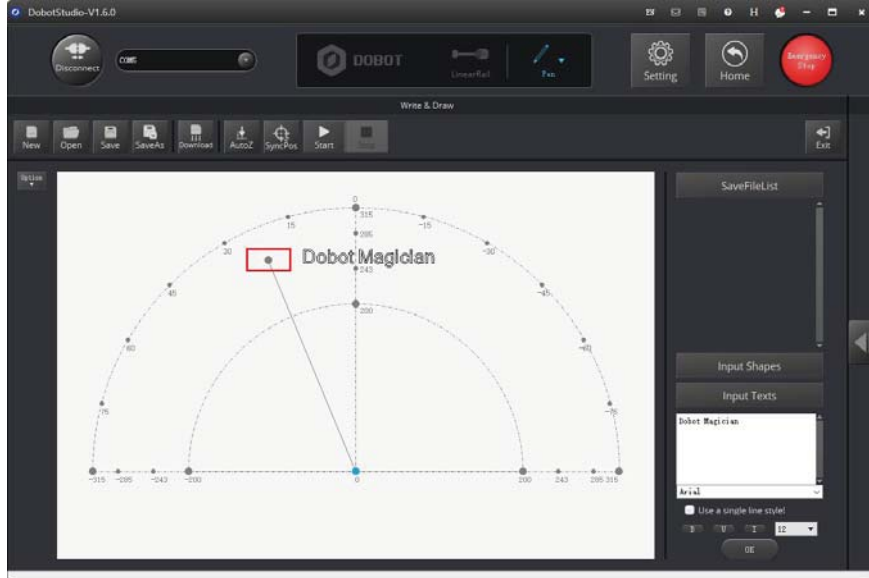 DobotStudio-V1.6.0
Disconnect
DOBOT
LinearRail
Pen
Setting
Home
Emergency Stop
Write & Draw
New Open Save SaveAs Download AutoZ SyncPos Start Stop Exit
Option
SaveFileList
0
315
15 -15
295
30 -30
Dobot Magician
243
45 -45
200
60 -60
75 -75
-315 -295 -243 -200 0 200 243 295 315
Input Shapes
Input Texts
Dobot Magician
Arial
Use a single line style!
B U I 12
OK